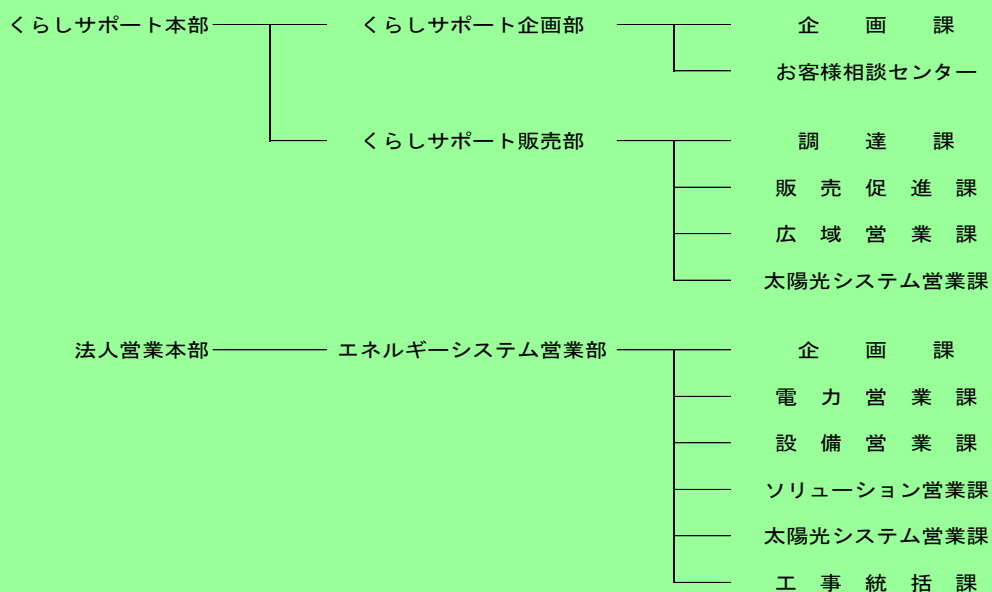 くらしサポート本部 くらしサポート企画部 企画課
お客様相談センター
くらしサポート販売部 調達課
販売促進課
広域営業課
太陽光システム営業課
法人営業本部 エネルギーシステム営業部 企画課
電力営業課
設備営業課
ソリューション営業課
太陽光システム営業課
工事統括課